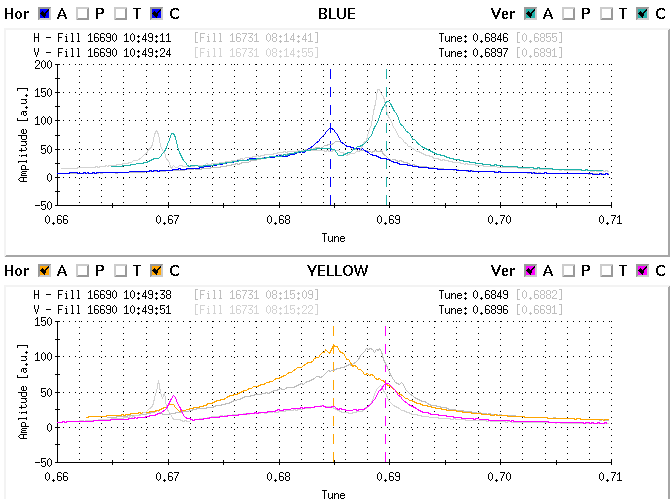 Hor A P T C BLUE Ver A P T C
H - Fill 16690 10:49:11 [Fill 16731 08:14:41] Tune: 0.6846 [0.6855]
V - Fill 16690 10:49:24 [Fill 16731 08:14:55] Tune: 0.6897 [0.6891]
200
150
100
50
0
-50
Amplitude [a.u.]
0.66 0.67 0.68 0.69 0.70 0.71
Tune
Hor A P T C YELLOW Ver A P T C
H - Fill 16690 10:49:38 [Fill 16731 08:15:09] Tune: 0.6849 [0.6882]
V - Fill 16690 10:49:51 [Fill 16731 08:15:22] Tune: 0.6896 [0.6691]
150
100
50
0
-50
Amplitude [a.u.]
0.66 0.67 0.68 0.69 0.70 0.71
Tune